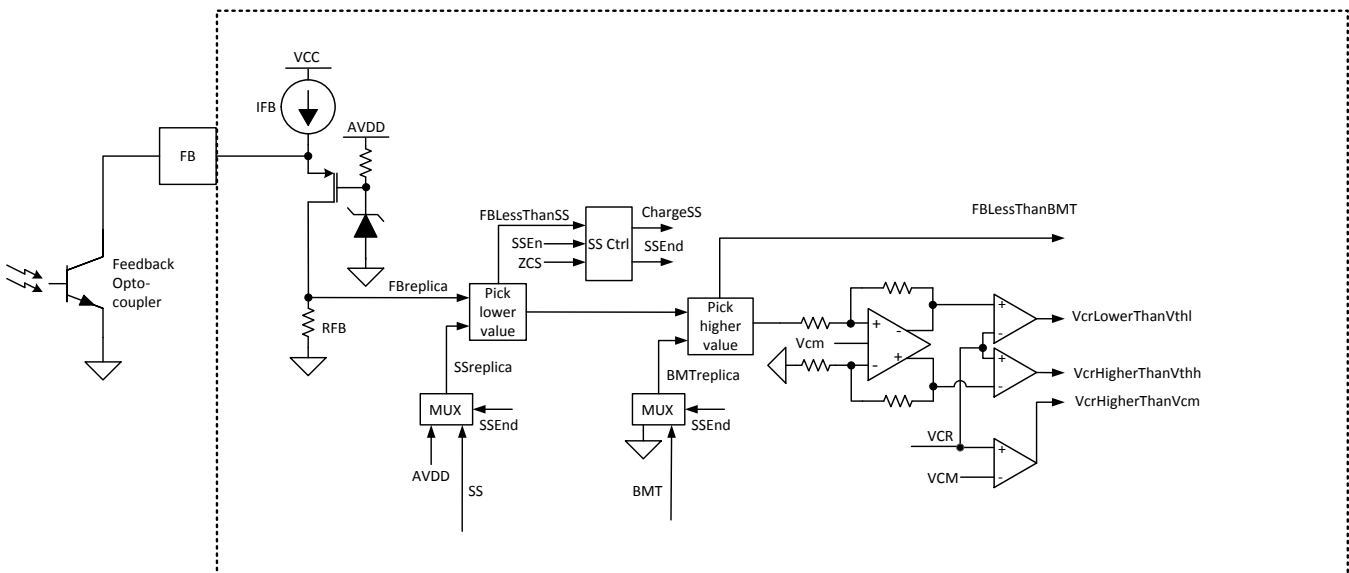 VCC
IFB
AVDD
FB
Feedback
Opto-
coupler
FBLessThanSS
ChargeSS
SSEn
SS Ctrl
SSEnd
ZCS
FBLessThanBMT
FBreplica
Pick
lower
value
Pick
higher
value
RFB
+
-
Vcm
+
-
+
-
VcrLowerThanVthl
+
-
VcrHigherThanVthh
SSreplica
BMTreplica
MUX
SSEnd
MUX
SSEnd
VcrHigherThanVcm
VCR
+
VCM
-
AVDD
SS
BMT